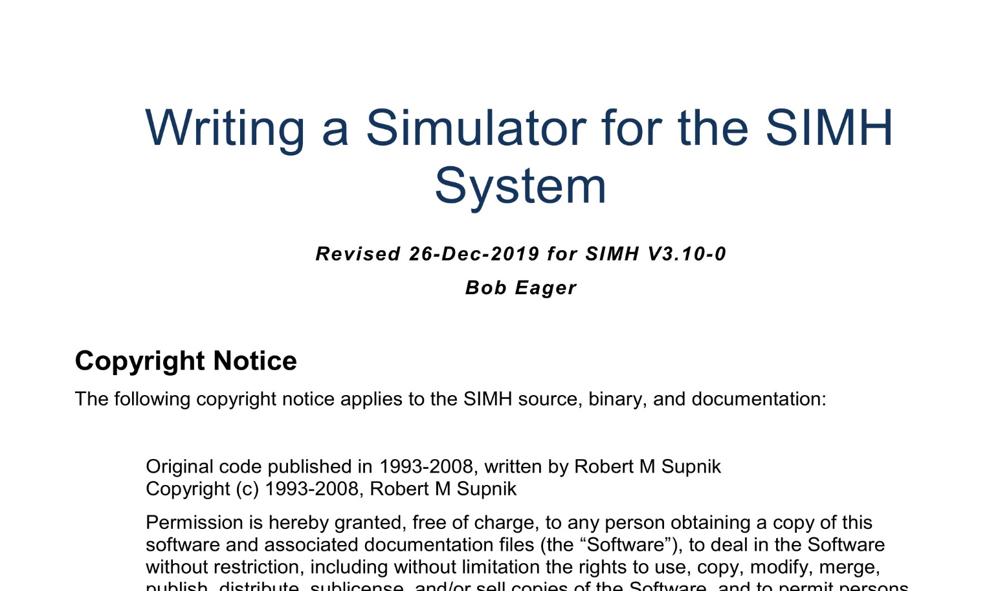 Writing a Simulator for the SIMH
System
Revised 26-Dec-2019 for SIMH V3.10-0
Bob Eager
Copyright Notice
The following copyright notice applies to the SIMH source, binary, and documentation:
Original code published in 1993-2008, written by Robert M Supnik
Copyright (c) 1993-2008, Robert M Supnik
Permission is hereby granted, free of charge, to any person obtaining a copy of this
software and associated documentation files (the “Software”), to deal in the Software
without restriction, including without limitation the rights to use, copy, modify, merge,
publish, distribute, sublicense, and/or sell copies of the Software, and to permit persons